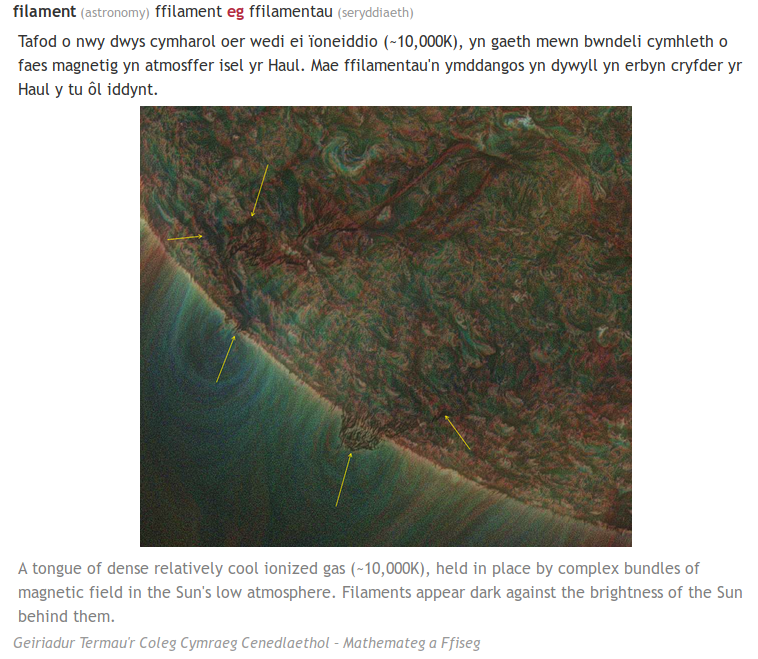 filament (astronomy) ffilament eg ffilamentau (seryddiaeth)
Tafod o nwy dwys cymharol oer wedi ei ïoneiddio (~10,000K), yn gaeth mewn bwndeli cymhleth o
faes magnetig yn atmosffer isel yr Haul. Mae ffilamentau'n ymddangos yn dywyll yn erbyn cryfder yr
Haul y tu ôl iddynt.
A tongue of dense relatively cool ionized gas (~10,000K), held in place by complex bundles of
magnetic field in the Sun's low atmosphere. Filaments appear dark against the brightness of the Sun
behind them.
Geiriadur Termau'r Coleg Cymraeg Cenedlaethol - Mathemateg a Ffiseg